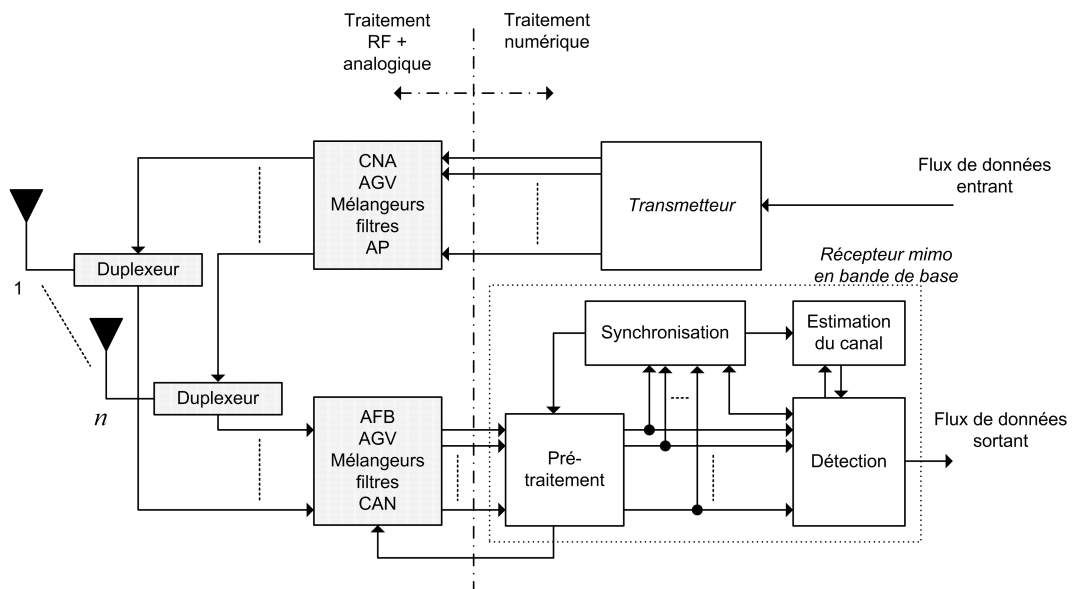 Traitement
RF +
analogique
Traitement
numérique
CNA
AGV
Mélangeurs
filtres
AP
Transmetteur
Flux de données
entrant
Duplexeur
1
Récepteur mimo
en bande de base
Synchronisation
Estimation
du canal
Duplexeur
n
AFB
AGV
Mélangeurs
filtres
CAN
Pré-
traitement
Détection
Flux de données
sortant